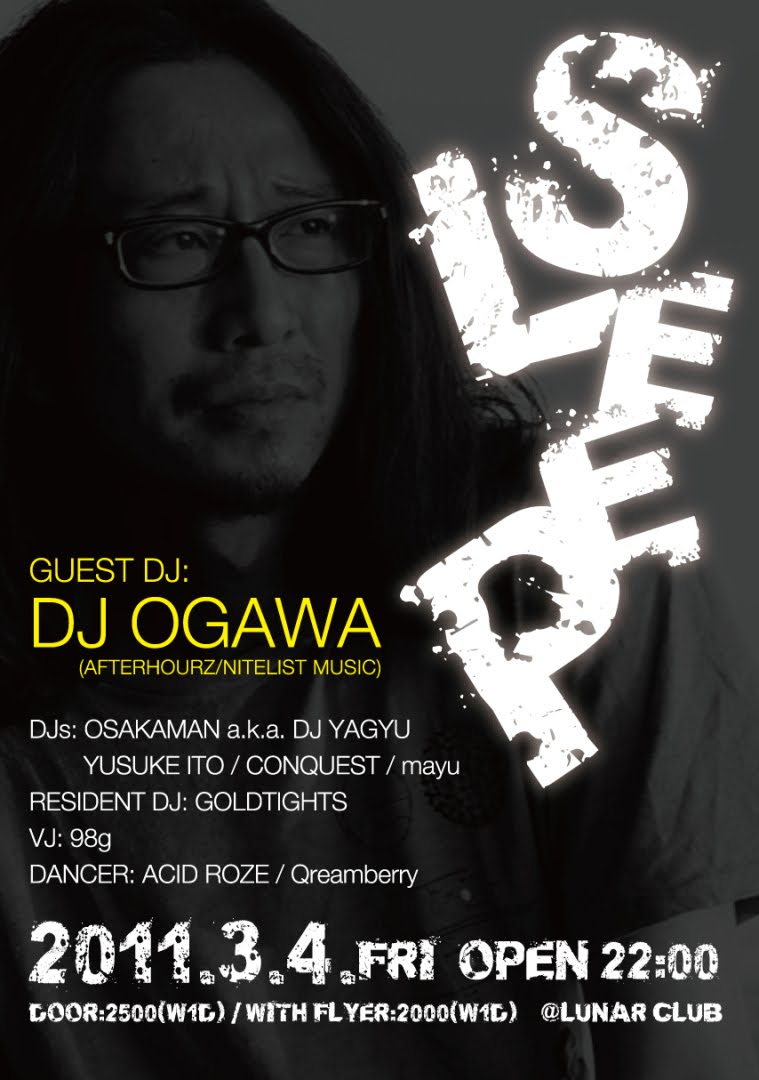 SLEEP
GUEST DJ:
DJ OGAWA
(AFTERHOURZ/NITELIST MUSIC)
DJs: OSAKAMAN a.k.a. DJ YAGYU
YUSUKE ITO / CONQUEST / mayu
RESIDENT DJ: GOLDTIGHTS
VJ: 98g
DANCER: ACID ROZE / Qreamberry
2011.3.4.FRI OPEN 22:00
DOOR:2500(W1D) / WITH FLYER:2000(W1D) @LUNAR CLUB